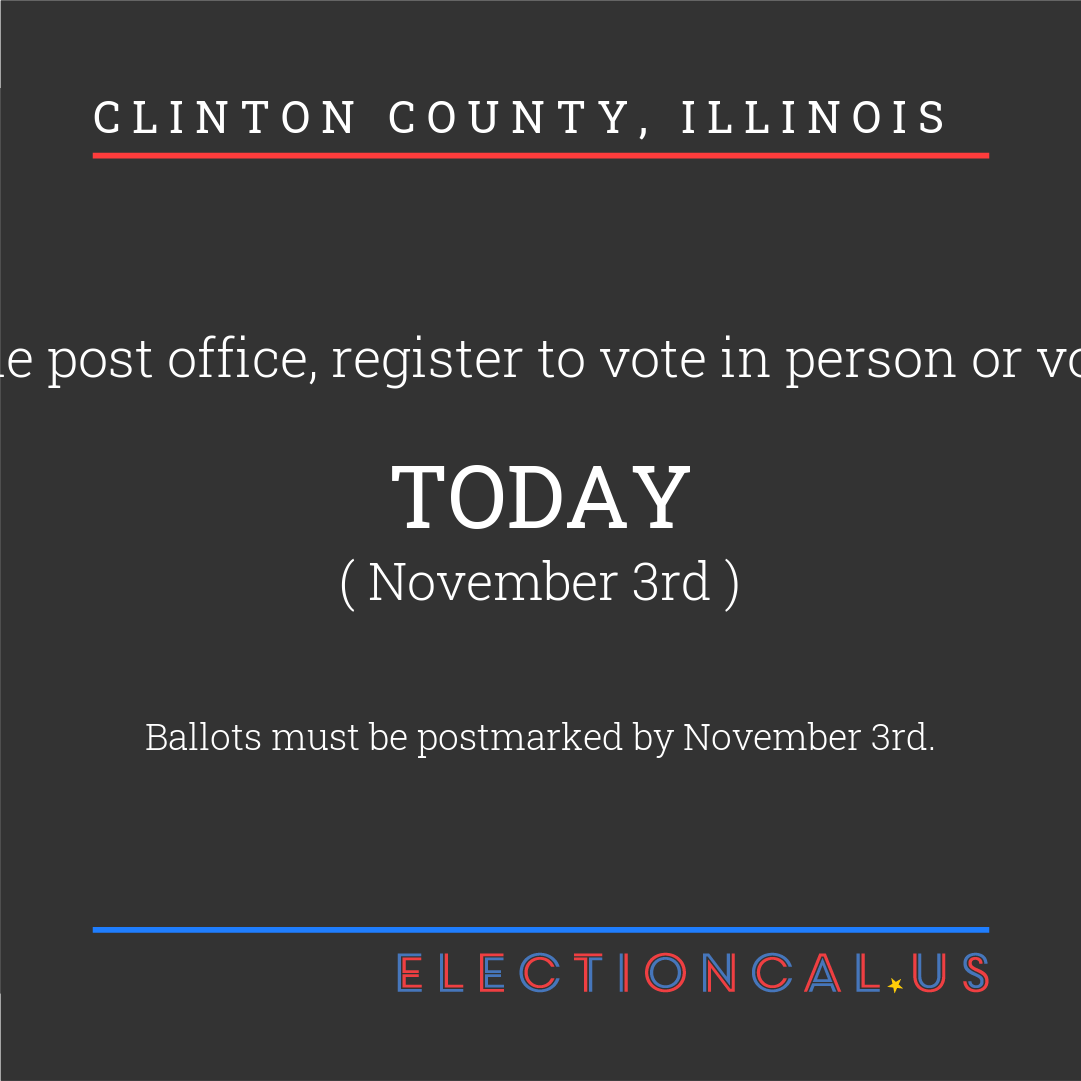 CLINTON COUNTY, ILLINOIS
post office, register to vote in person or
TODAY
( November 3rd )
Ballots must be postmarked by November 3rd.
ELECTIONCAL.US